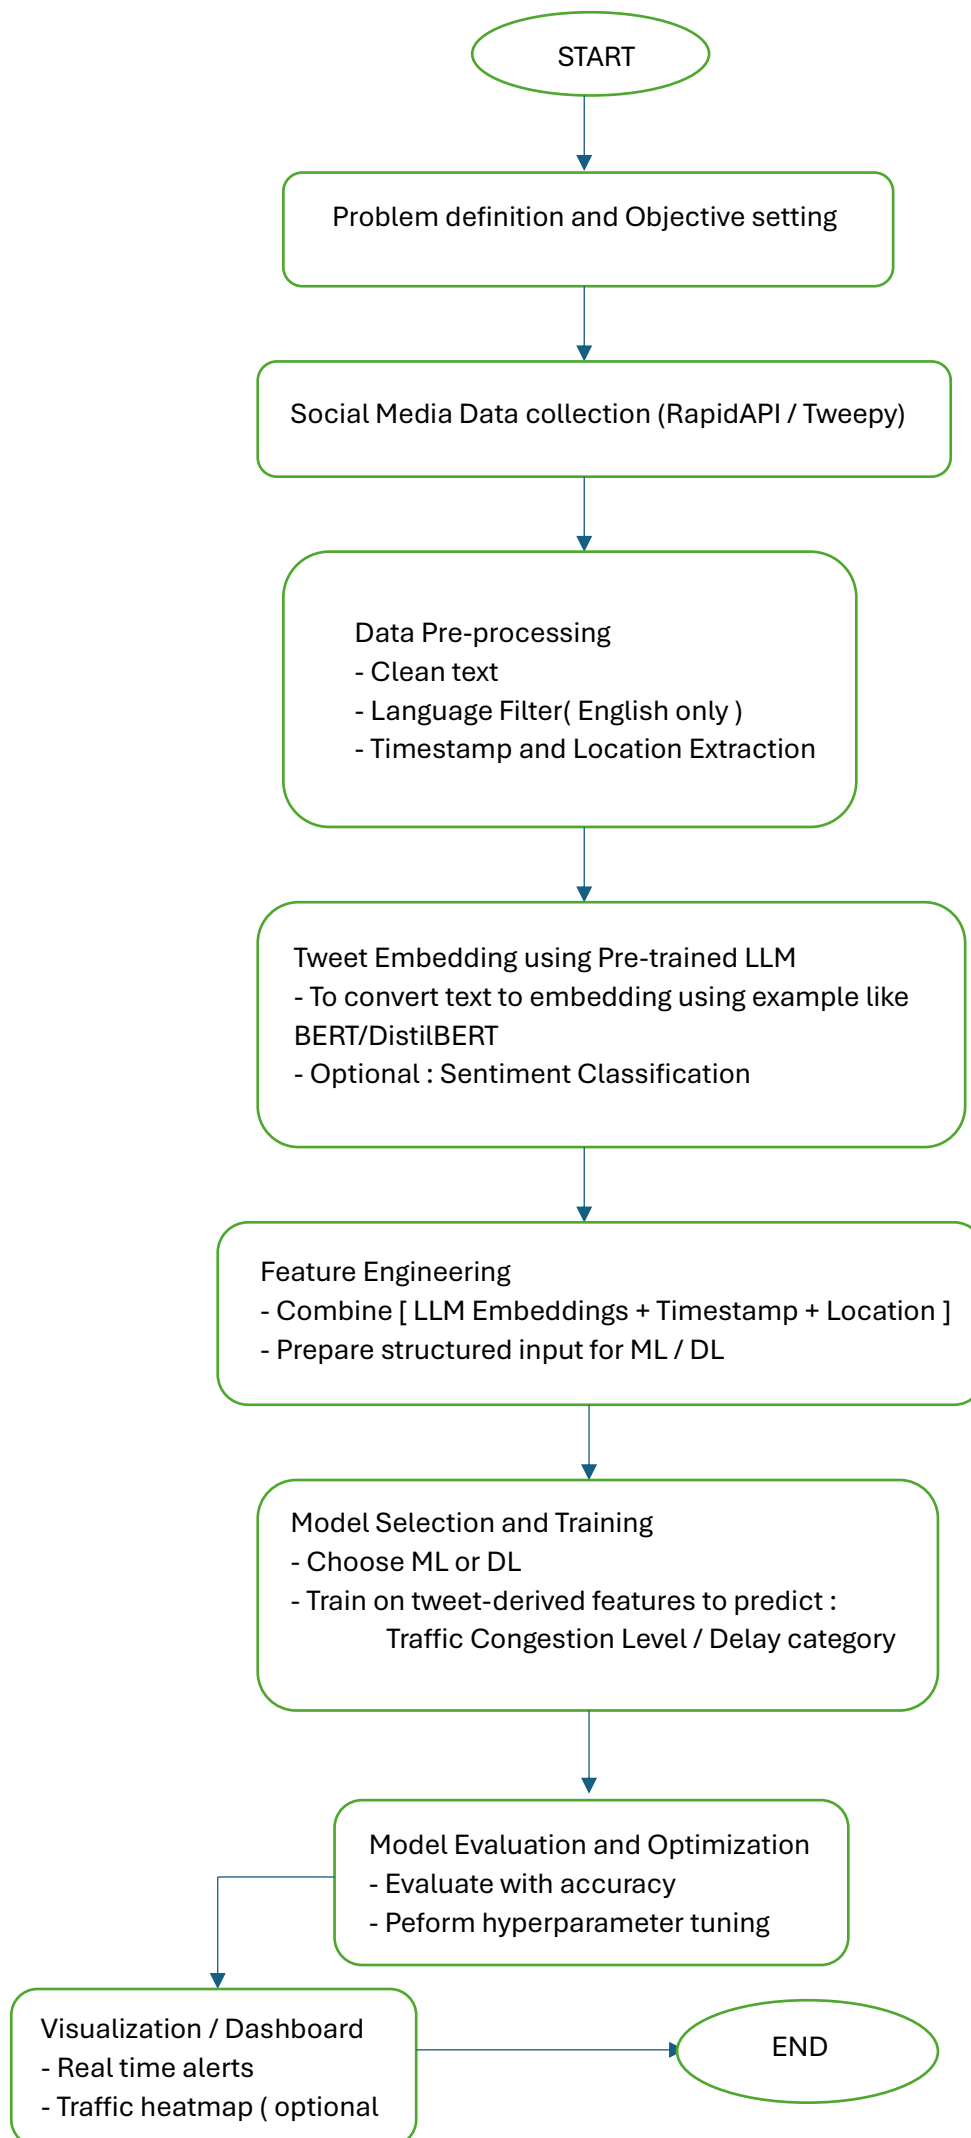 START
Problem definition and Objective setting
Social Media Data collection (RapidAPI / Tweepy)
Data Pre-processing
- Clean text
- Language Filter( English only )
- Timestamp and Location Extraction
Tweet Embedding using Pre-trained LLM
- To convert text to embedding using example like
BERT/DistilBERT
- Optional : Sentiment Classification
Feature Engineering
- Combine [ LLM Embeddings + Timestamp + Location ]
- Prepare structured input for ML / DL
Model Selection and Training
- Choose ML or DL
- Train on tweet-derived features to predict :
Traffic Congestion Level / Delay category
Model Evaluation and Optimization
- Evaluate with accuracy
- Peform hyperparameter tuning
Visualization / Dashboard
- Real time alerts
- Traffic heatmap ( optional
END